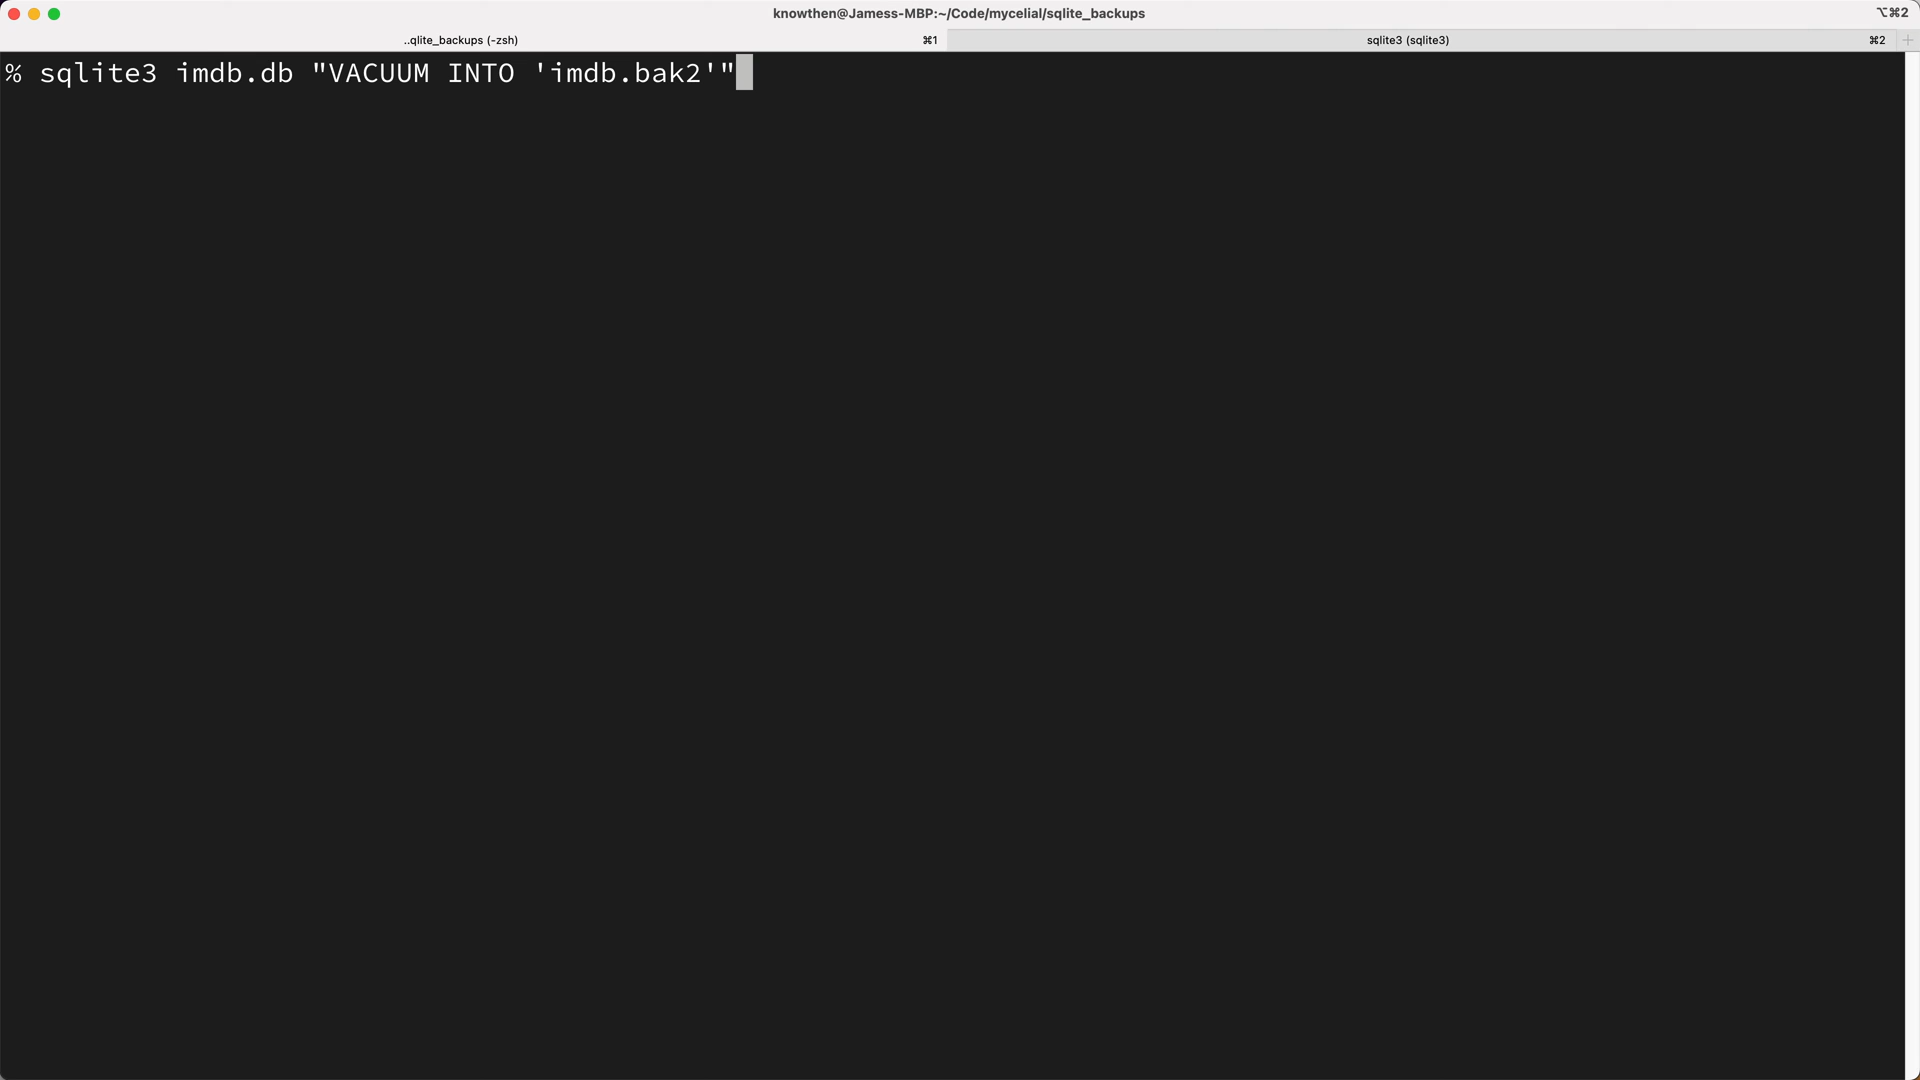 knowthen@Jamess-MBP:~/Code/mycelial/sqlite_backups
⌥⌘2
..qlite_backups (-zsh)
⌘1
sqlite3 (sqlite3)
⌘2
% sqlite3 imdb.db "VACUUM INTO 'imdb.bak2'"